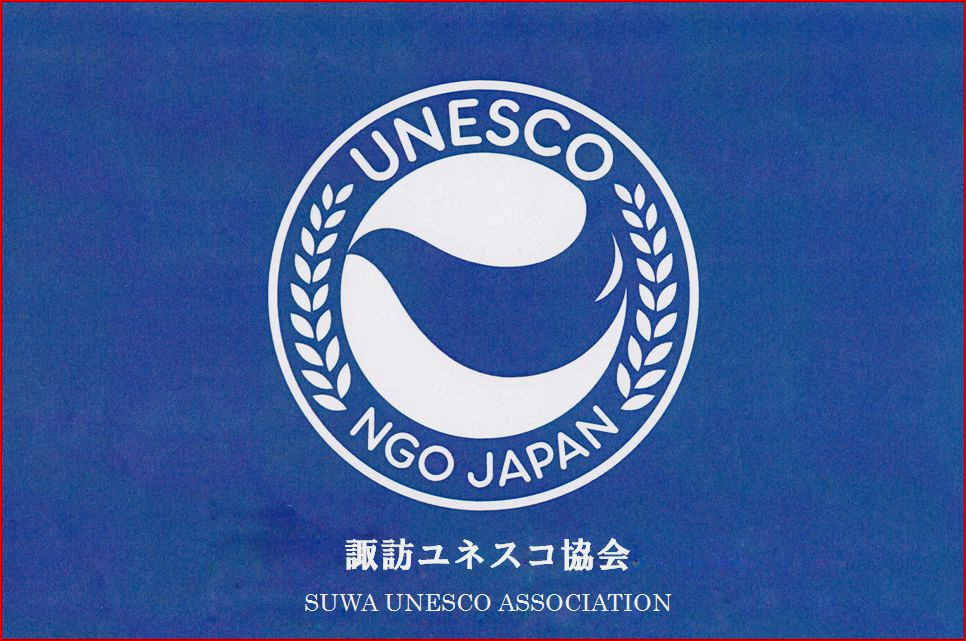 UNESCO
NGO JAPAN
諏訪ユネスコ協会
SUWA UNESCO ASSOCIATION